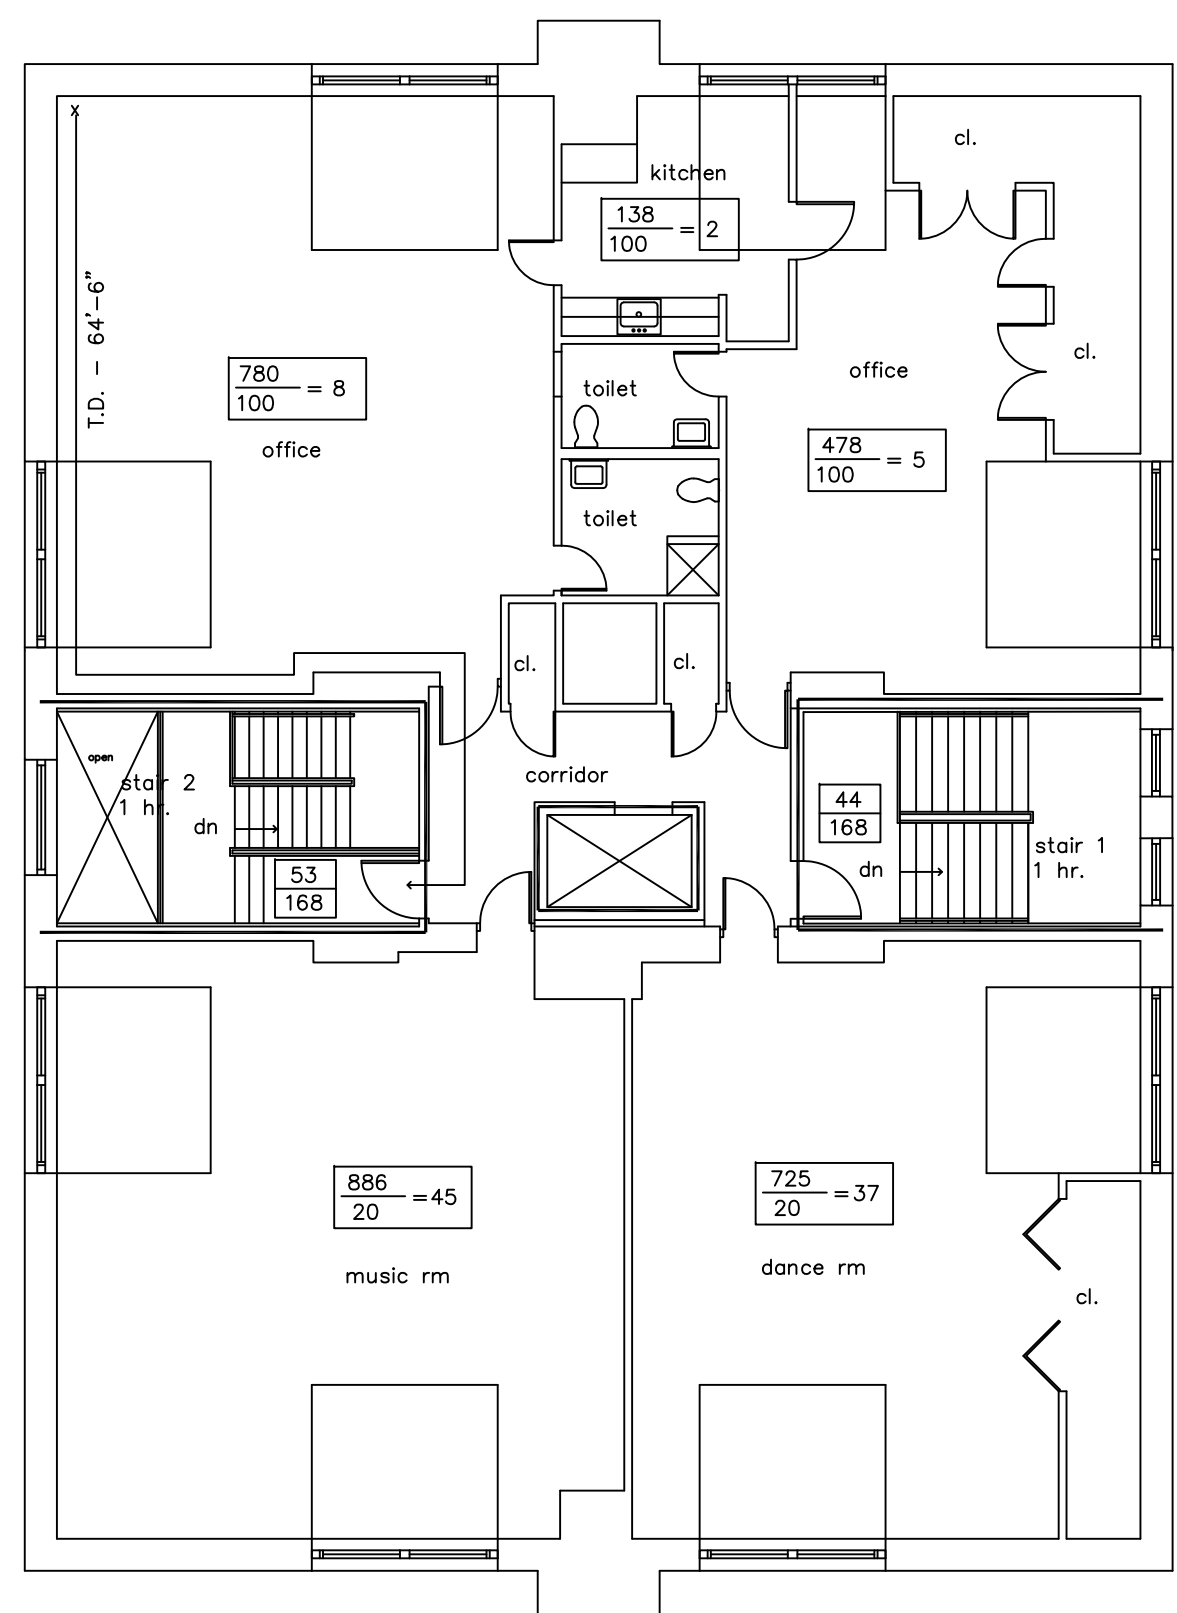 x
cl.
kitchen
138
100
= 2
T.D. – 64'–6"
cl.
office
780
100
= 8
toilet
office
478
100
= 5
toilet
cl.
cl.
open
stair 2
1 hr.
dn
corridor
44
168
dn
stair 1
1 hr.
53
168
886
20
=45
725
20
=37
music rm
dance rm
cl.